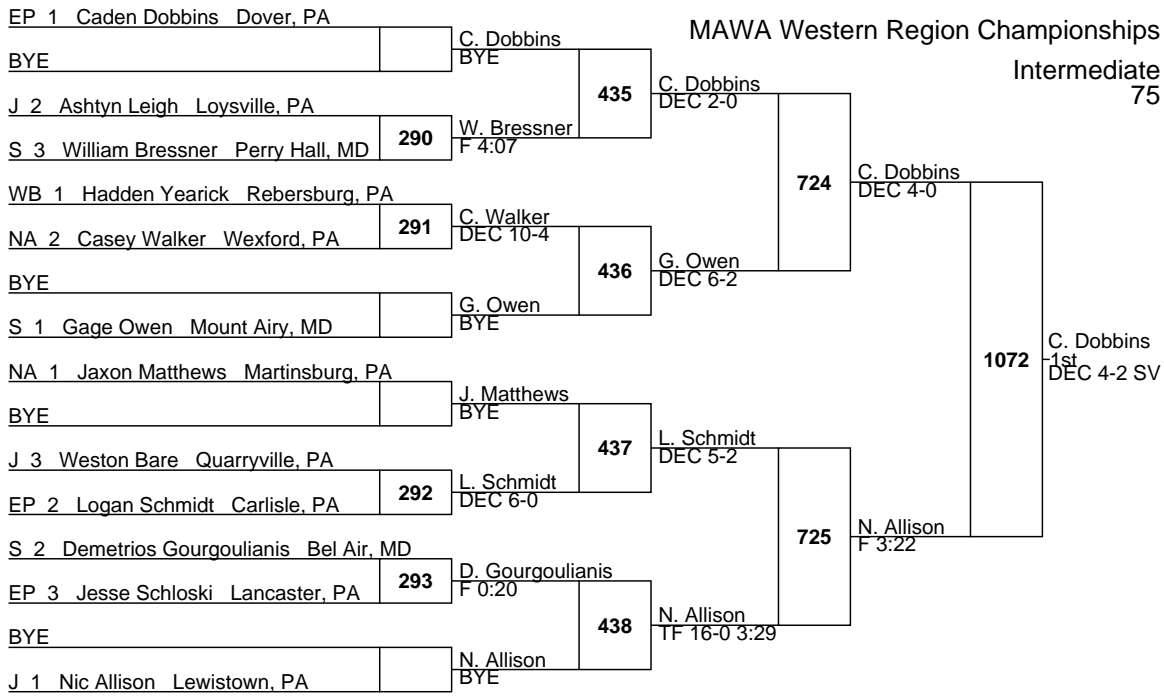 MAWA Western Region Championships
Intermediate
75
EP 1 Caden Dobbins Dover, PA
BYE
J 2 Ashtyn Leigh Loysville, PA
S 3 William Bressner Perry Hall, MD
WB 1 Hadden Yearick Rebersburg, PA
NA 2 Casey Walker Wexford, PA
BYE
S 1 Gage Owen Mount Airy, MD
NA 1 Jaxon Matthews Martinsburg, PA
BYE
J 3 Weston Bare Quarryville, PA
EP 2 Logan Schmidt Carlisle, PA
S 2 Demetrios Gourgoulianis Bel Air, MD
EP 3 Jesse Schloski Lancaster, PA
BYE
J 1 Nic Allison Lewistown, PA
290
291
292
293
C. Dobbins
BYE
W. Bressner
F 4:07
C. Walker
DEC 10-4
G. Owen
BYE
J. Matthews
BYE
L. Schmidt
DEC 6-0
D. Gourgoulianis
F 0:20
N. Allison
BYE
435
436
437
438
C. Dobbins
DEC 2-0
G. Owen
DEC 6-2
L. Schmidt
DEC 5-2
N. Allison
TF 16-0 3:29
724
725
C. Dobbins
DEC 4-0
N. Allison
F 3:22
1072
C. Dobbins
1st
DEC 4-2 SV